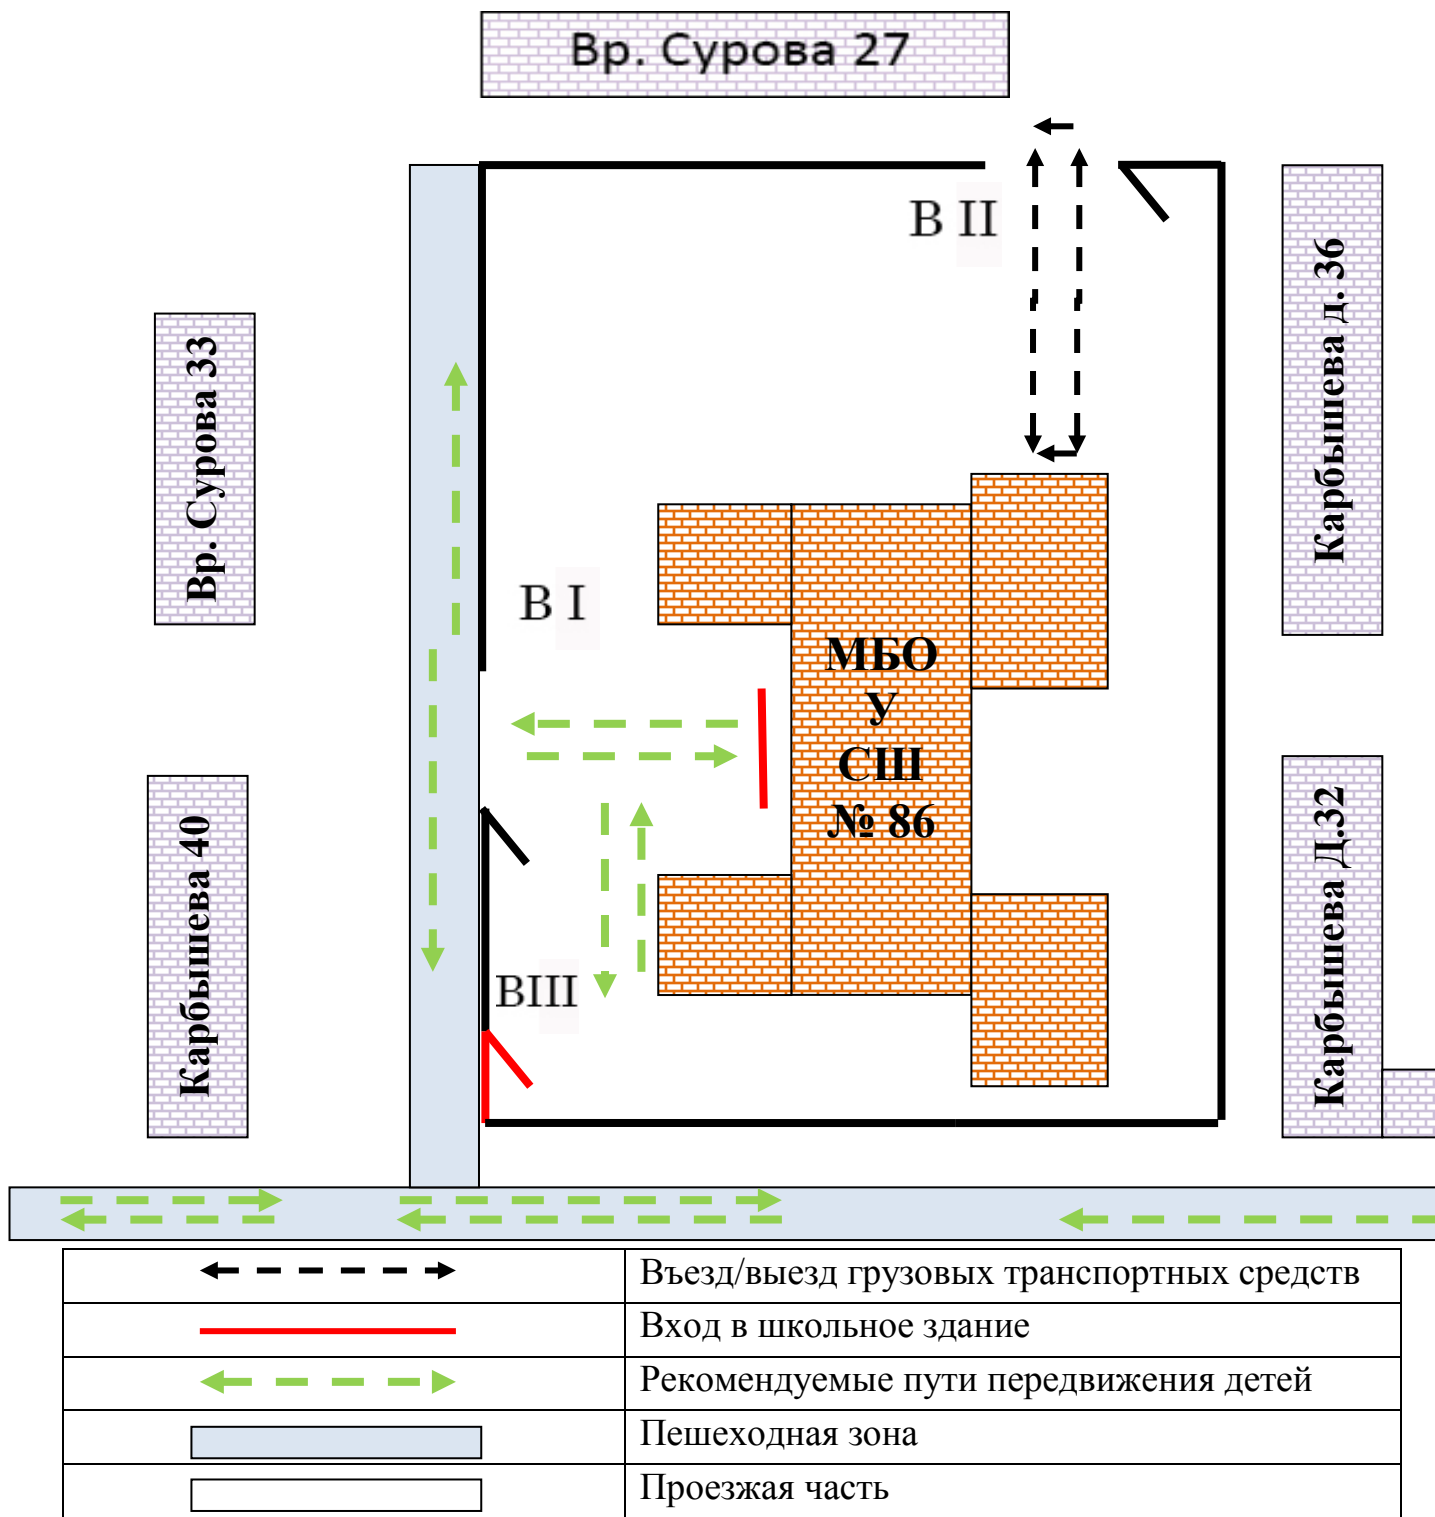 Вр. Сурова 27
В II
Карбышева д. 36
Вр. Сурова 33
В I
МБО
У
СШ
№ 86
Карбышева 40
Карбышева Д.32
ВIII
Въезд/выезд грузовых транспортных средств
Вход в школьное здание
Рекомендуемые пути передвижения детей
Пешеходная зона
Проезжая часть